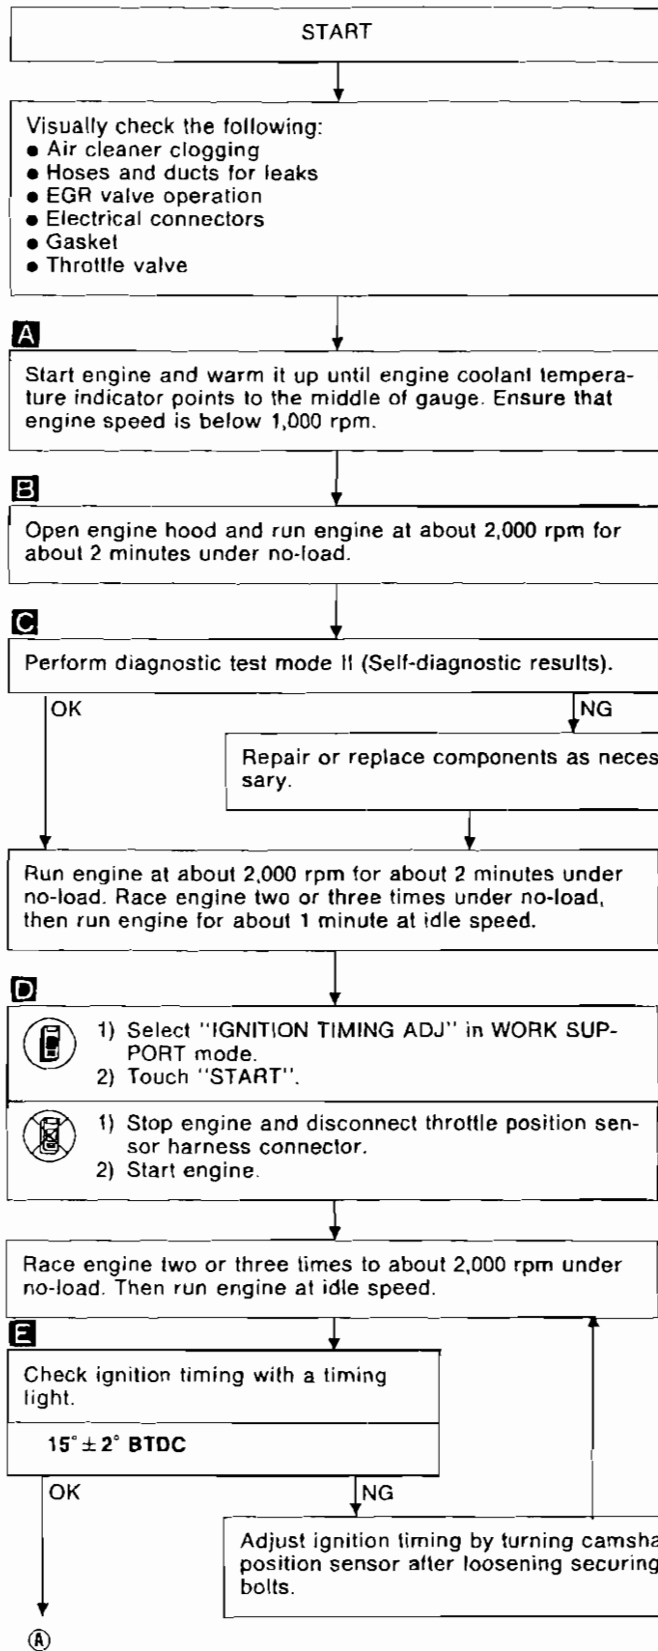 START
Visually check the following:
● Air cleaner clogging
● Hoses and ducts for leaks
● EGR valve operation
● Electrical connectors
● Gasket
● Throttle valve
A
Start engine and warm it up until engine coolant tempera-
ture indicator points to the middle of gauge. Ensure that
engine speed is below 1,000 rpm.
B
Open engine hood and run engine at about 2,000 rpm for
about 2 minutes under no-load.
C
Perform diagnostic test mode II (Self-diagnostic results).
OK
NG
Repair or replace components as neces
sary.
Run engine at about 2,000 rpm for about 2 minutes under
no-load. Race engine two or three times under no-load,
then run engine for about 1 minute at idle speed.
D
1) Select "IGNITION TIMING ADJ" in WORK SUP-
PORT mode.
2) Touch "START".
1) Stop engine and disconnect throttle position sen-
sor harness connector.
2) Start engine.
Race engine two or three times to about 2,000 rpm under
no-load. Then run engine at idle speed.
E
Check ignition timing with a timing
light.
15°±2° BTDC
OK
NG
Adjust ignition timing by turning camsha
position sensor after loosening securing
bolts.
Ⓐ